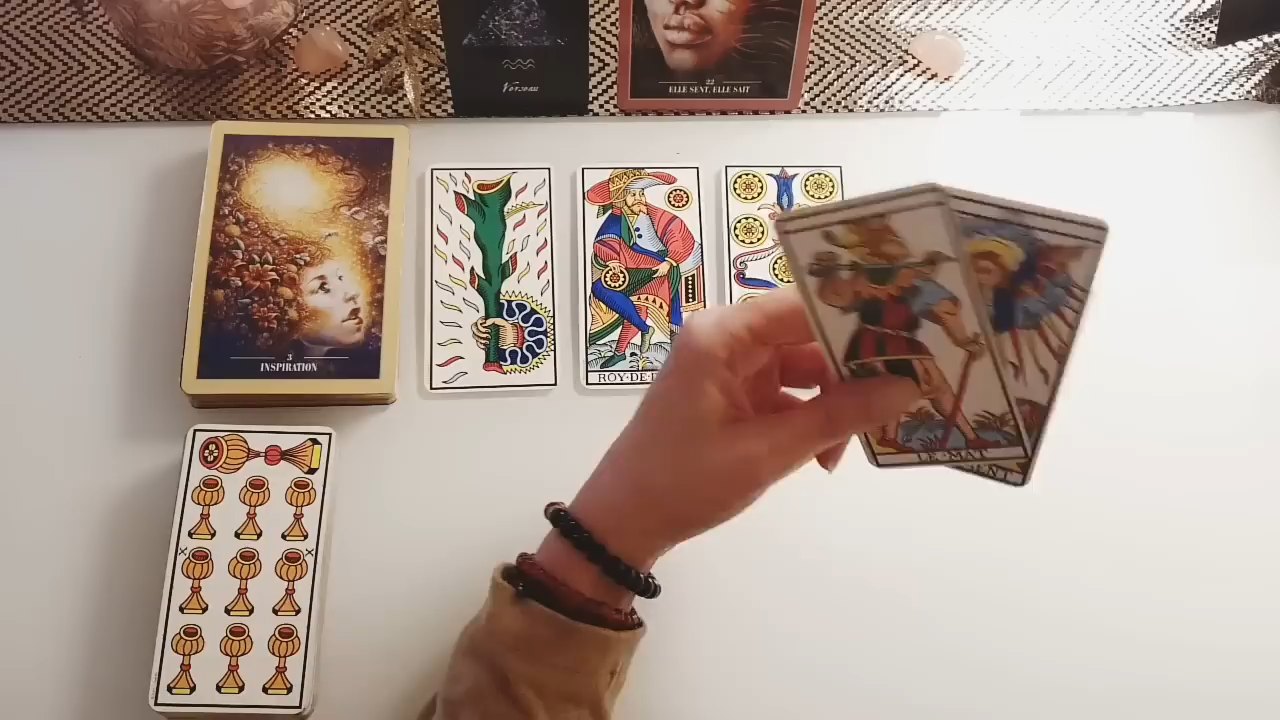 Verseau
22
ELLE SENT, ELLE SAIT
3
INSPIRATION
ROY·DE·D
X
X
LE·MAT